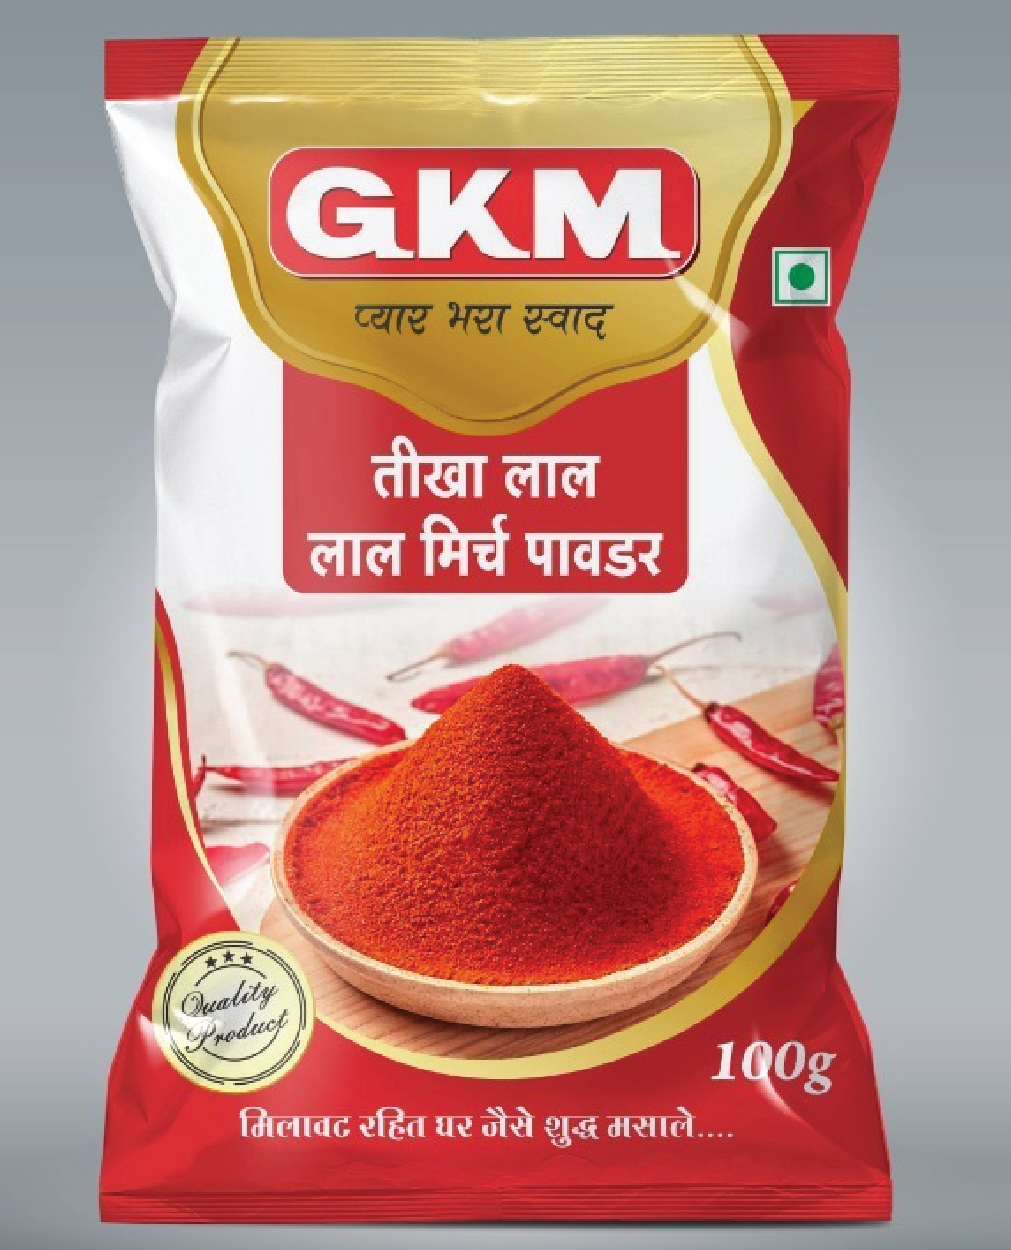 GKM
प्यार भरा स्वाद
तीखा लाल
लाल मिर्च पावडर
Quality
Product
100g
मिलावट रहित घर जैसे शुद्ध मसाले....